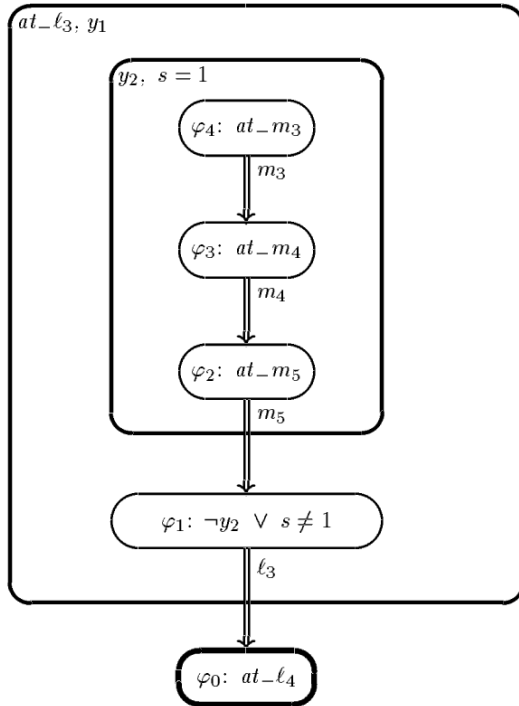 at_ℓ₃, y₁
y₂, s = 1
φ₄: at_m₃
m₃
φ₃: at_m₄
m₄
φ₂: at_m₅
m₅
φ₁: ¬y₂ ∨ s ≠ 1
ℓ₃
φ₀: at_ℓ₄